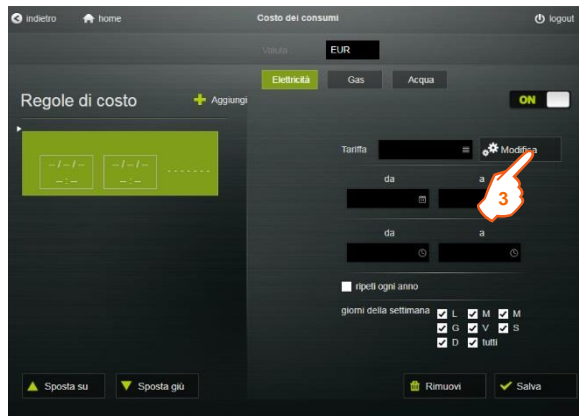 indietro home Costo dei consumi logout
Valuta : EUR
Elettricità Gas Acqua
Regole di costo Aggiungi ON
Tariffa Modifica
3
-- / -- / -- -- / -- / --
-- : -- -- : -- - - - - - - -
da a
da a
ripeti ogni anno
giorni della settimana L M M
G V S
D tutti
Sposta su Sposta giù Rimuovi Salva